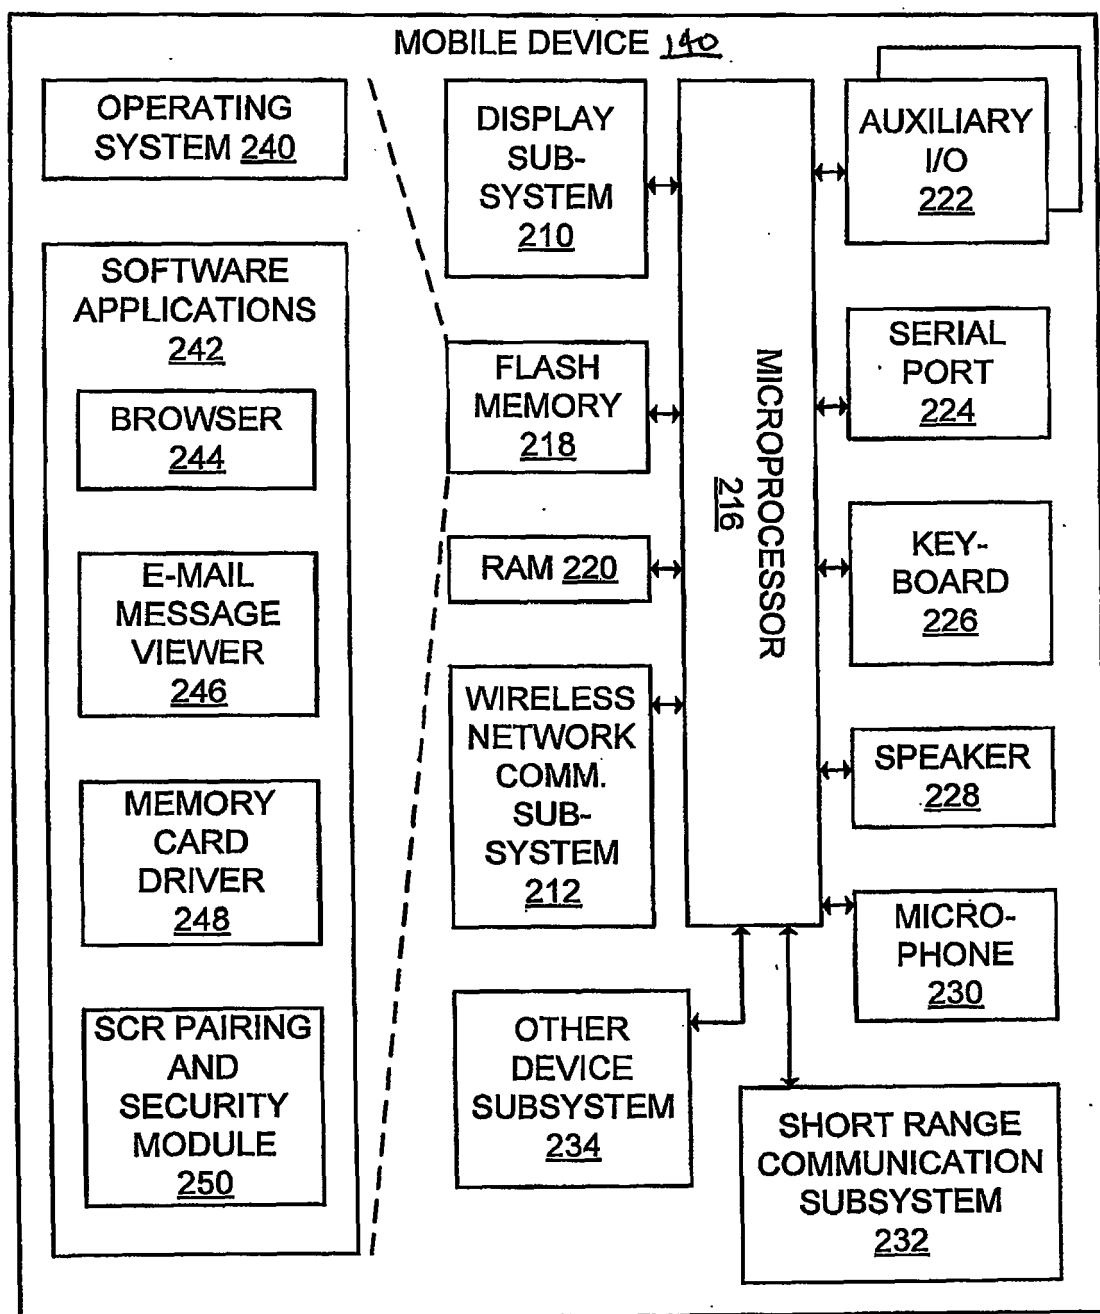 MOBILE DEVICE 140
OPERATING
SYSTEM 240
SOFTWARE
APPLICATIONS
242
BROWSER
244
E-MAIL
MESSAGE
VIEWER
246
MEMORY
CARD
DRIVER
248
SCR PAIRING
AND
SECURITY
MODULE
250
DISPLAY
SUB-
SYSTEM
210
FLASH
MEMORY
218
RAM 220
WIRELESS
NETWORK
COMM.
SUB-
SYSTEM
212
OTHER
DEVICE
SUBSYSTEM
234
MICROPROCESSOR
216
AUXILIARY
I/O
222
SERIAL
PORT
224
KEY-
BOARD
226
SPEAKER
228
MICRO-
PHONE
230
SHORT RANGE
COMMUNICATION
SUBSYSTEM
232